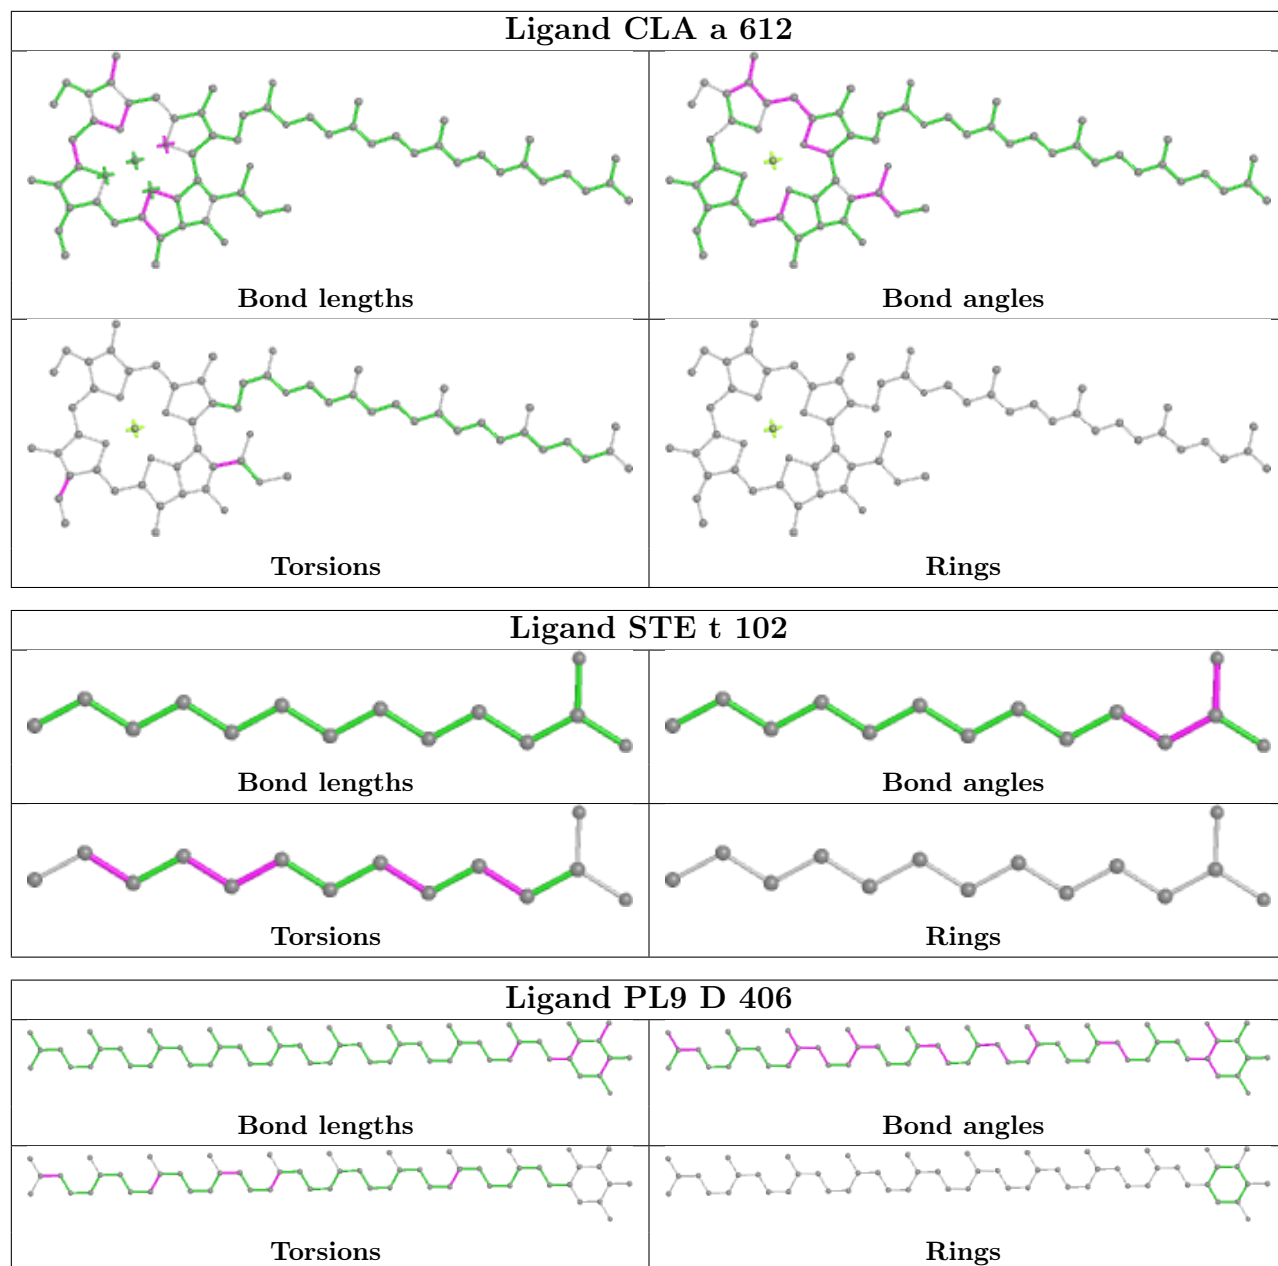 Ligand CLA a 612
Bond lengths
Bond angles
Torsions
Rings
Ligand STE t 102
Bond lengths
Bond angles
Torsions
Rings
Ligand PL9 D 406
Bond lengths
Bond angles
Torsions
Rings